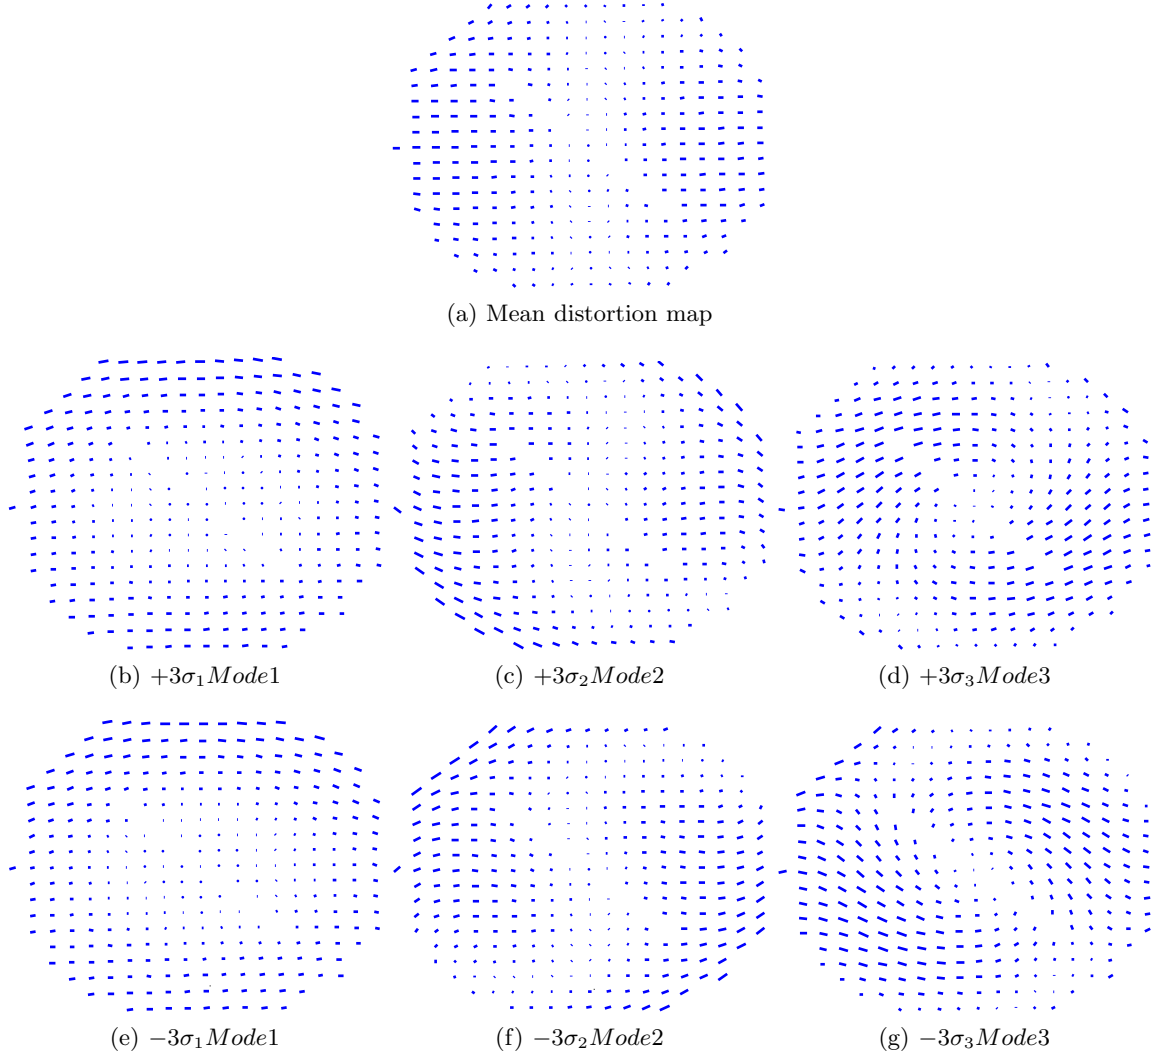 (a) Mean distortion map
(b) +3σ₁Mode1
(c) +3σ₂Mode2
(d) +3σ₃Mode3
(e) −3σ₁Mode1
(f) −3σ₂Mode2
(g) −3σ₃Mode3